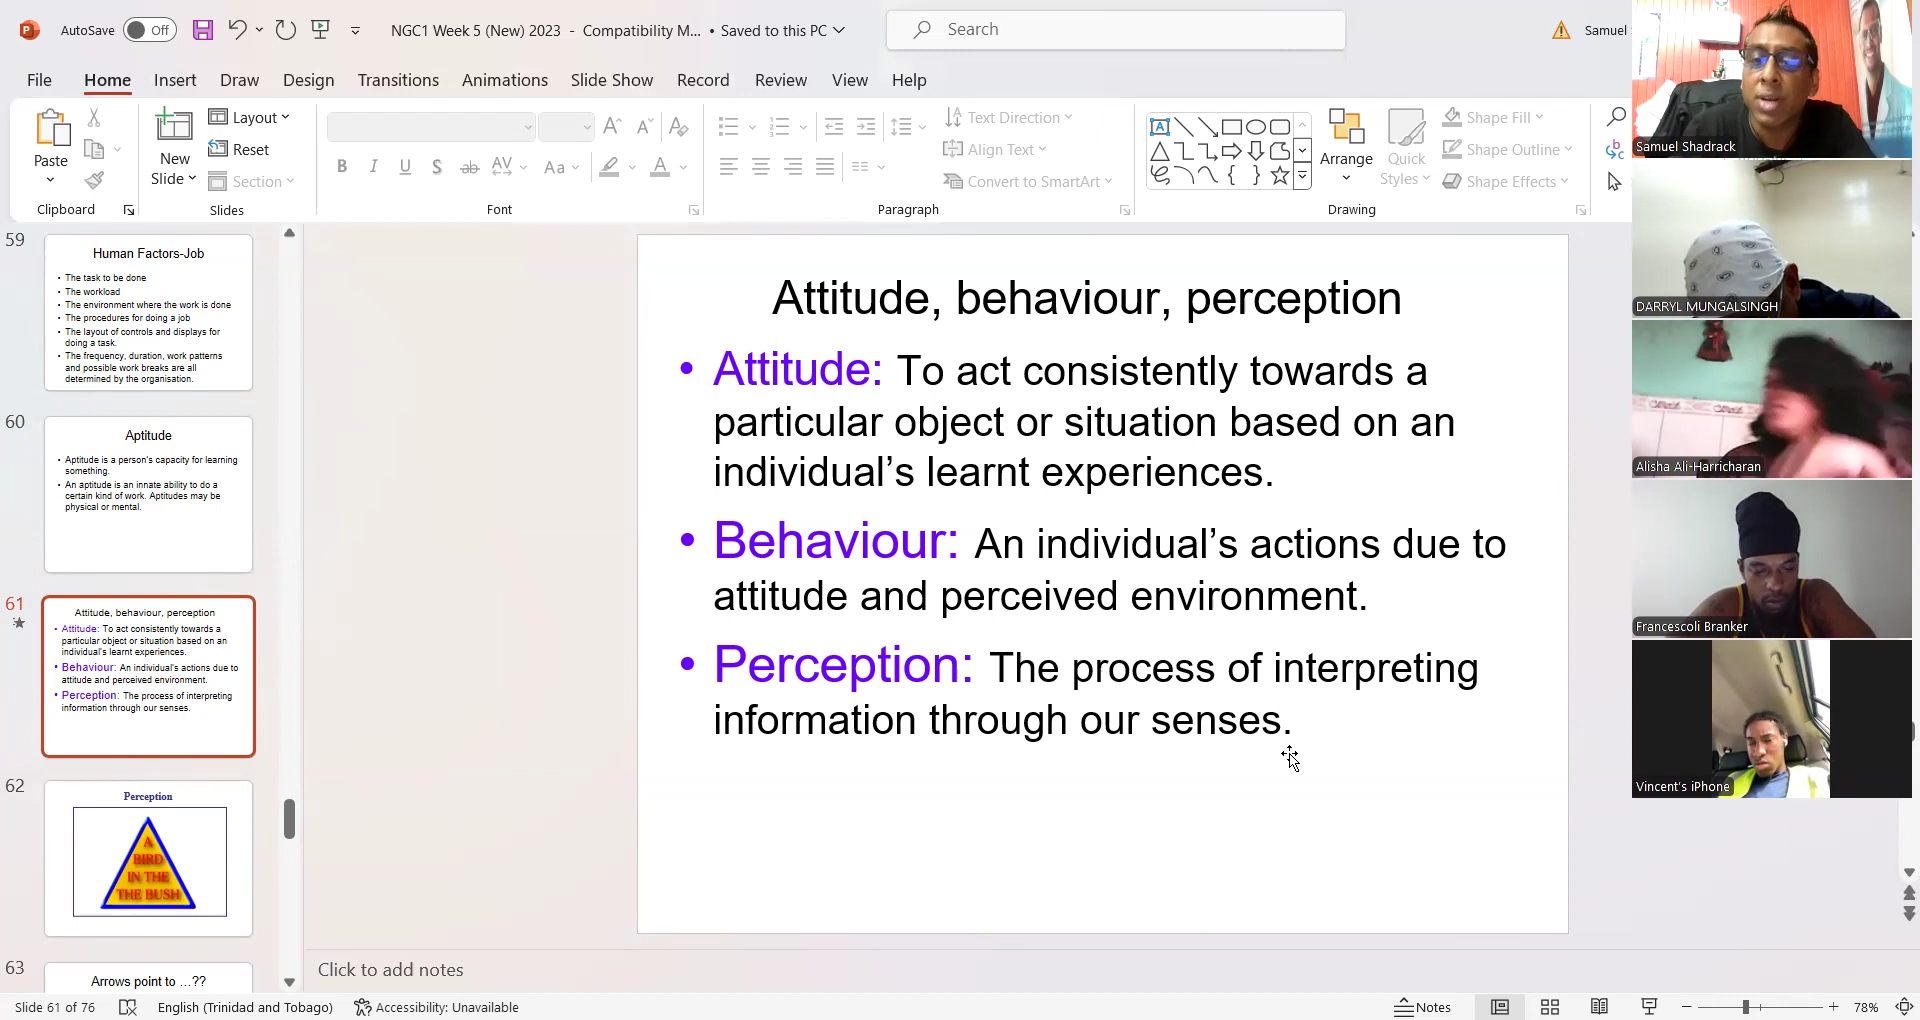 AutoSave Off
NGC1 Week 5 (New) 2023 - Compatibility M... • Saved to this PC
Search
Samuel
File Home Insert Draw Design Transitions Animations Slide Show Record Review View Help
Paste
New Slide
Layout
Reset
Section
Text Direction
Align Text
Convert to SmartArt
Arrange
Quick Styles
Shape Fill
Shape Outline
Shape Effects
Clipboard
Slides
Font
Paragraph
Drawing
59
Human Factors-Job
• The task to be done
• The workload
• The environment where the work is done
• The procedures for doing a job
• The layout of controls and displays for
doing a task.
• The frequency, duration, work patterns
and possible work breaks are all
determined by the organisation.
60
Aptitude
• Aptitude is a person's capacity for learning
something.
• An aptitude is an innate ability to do a
certain kind of work. Aptitudes may be
physical or mental.
61
Attitude, behaviour, perception
• Attitude: To act consistently towards a
particular object or situation based on an
individual's learnt experiences.
• Behaviour: An individual's actions due to
attitude and perceived environment.
• Perception: The process of interpreting
information through our senses.
62
Perception
A
BIRD
IN THE
THE BUSH
63
Arrows point to ...??
Attitude, behaviour, perception
• Attitude: To act consistently towards a
particular object or situation based on an
individual’s learnt experiences.
• Behaviour: An individual’s actions due to
attitude and perceived environment.
• Perception: The process of interpreting
information through our senses.
Samuel Shadrack
DARRYL MUNGALSINGH
Alisha Ali-Harricharan
Francescoli Branker
Vincent's iPhone
Click to add notes
Slide 61 of 76
English (Trinidad and Tobago)
Accessibility: Unavailable
Notes
78%